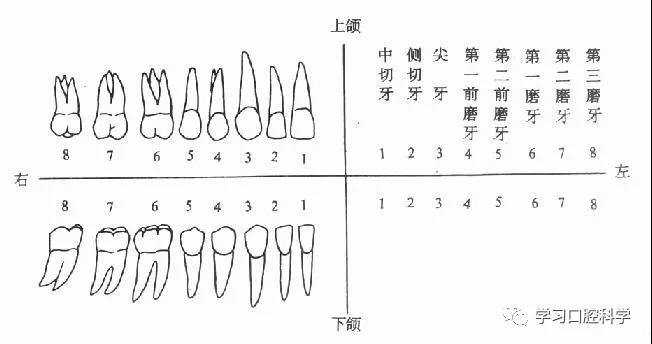 上颌
中切牙
侧切牙
尖牙
第一前磨牙
第二前磨牙
第一磨牙
第二磨牙
第三磨牙
8 7 6 5 4 3 2 1 1 2 3 4 5 6 7 8
右 左
8 7 6 5 4 3 2 1 1 2 3 4 5 6 7 8
下颌
学习口腔科学